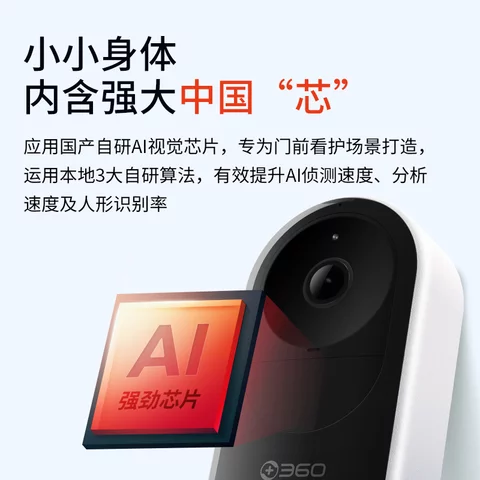 小小身体
内含强大中国“芯”
应用国产自研AI视觉芯片，专为门前看护场景打造，
运用本地3大自研算法，有效提升AI侦测速度、分析
速度及人形识别率
AI
强劲芯片
360